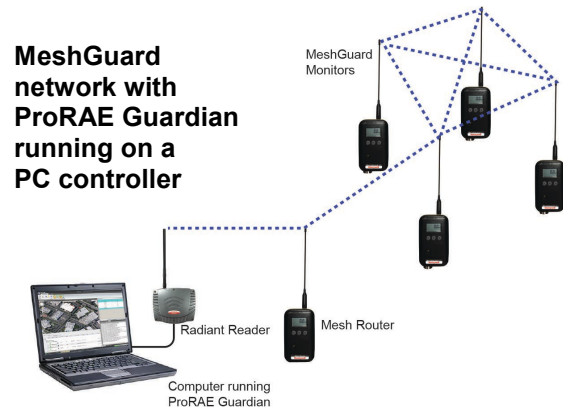 MeshGuard
network with
ProRAE Guardian
running on a
PC controller
MeshGuard
Monitors
Radiant Reader
Mesh Router
Computer running
ProRAE Guardian